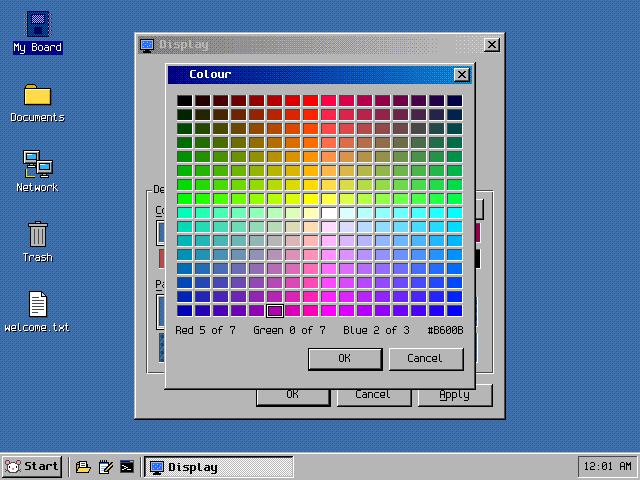 My Board
Documents
Network
Trash
welcome.txt
Display
Colour
Red 5 of 7 Green 0 of 7 Blue 2 of 3 #B600B
OK Cancel
OK Cancel Apply
Start
Display
12:01 AM